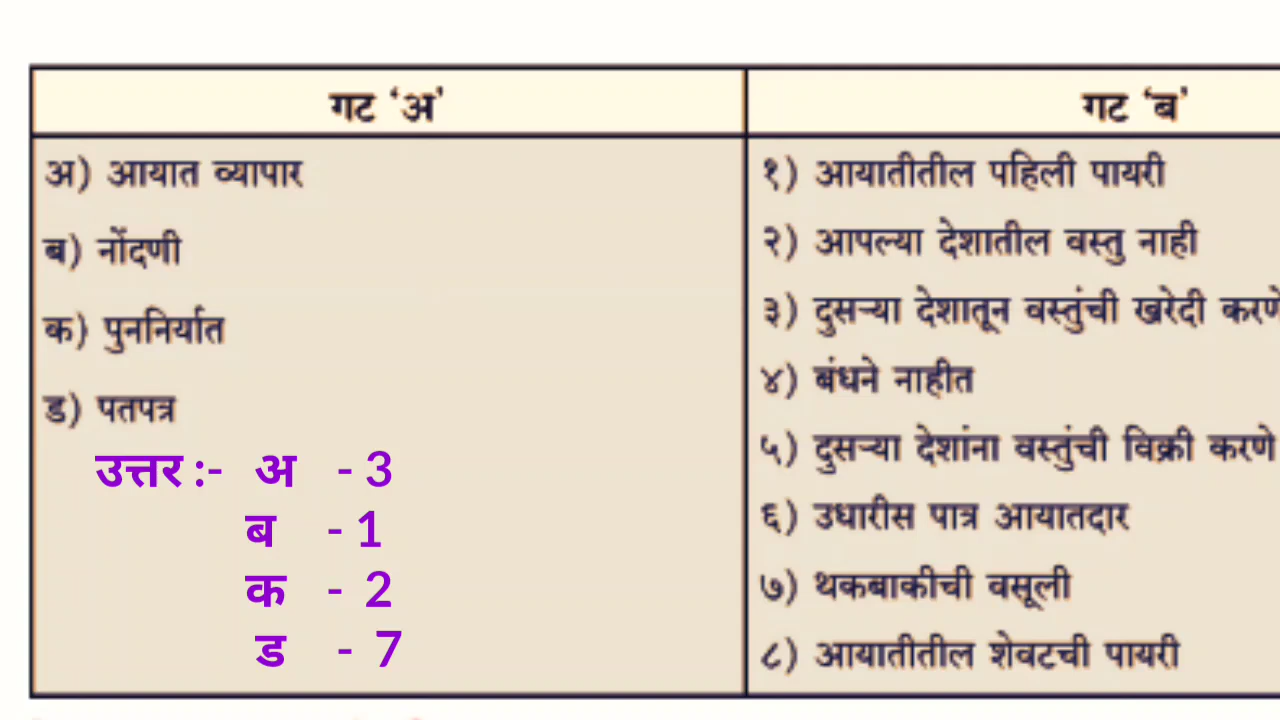 गट ‘अ’
गट ‘ब’
अ) आयात व्यापार
ब) नोंदणी
क) पुननिर्यात
ड) पतपत्र
उत्तर :- अ - 3
ब - 1
क - 2
ड - 7
१) आयातीतील पहिली पायरी
२) आपल्या देशातील वस्तु नाही
३) दुसऱ्या देशातून वस्तुंची खरेदी करणे
४) बंधने नाहीत
५) दुसऱ्या देशांना वस्तुंची विक्री करणे
६) उधारीस पात्र आयातदार
७) थकबाकीची वसूली
८) आयातीतील शेवटची पायरी